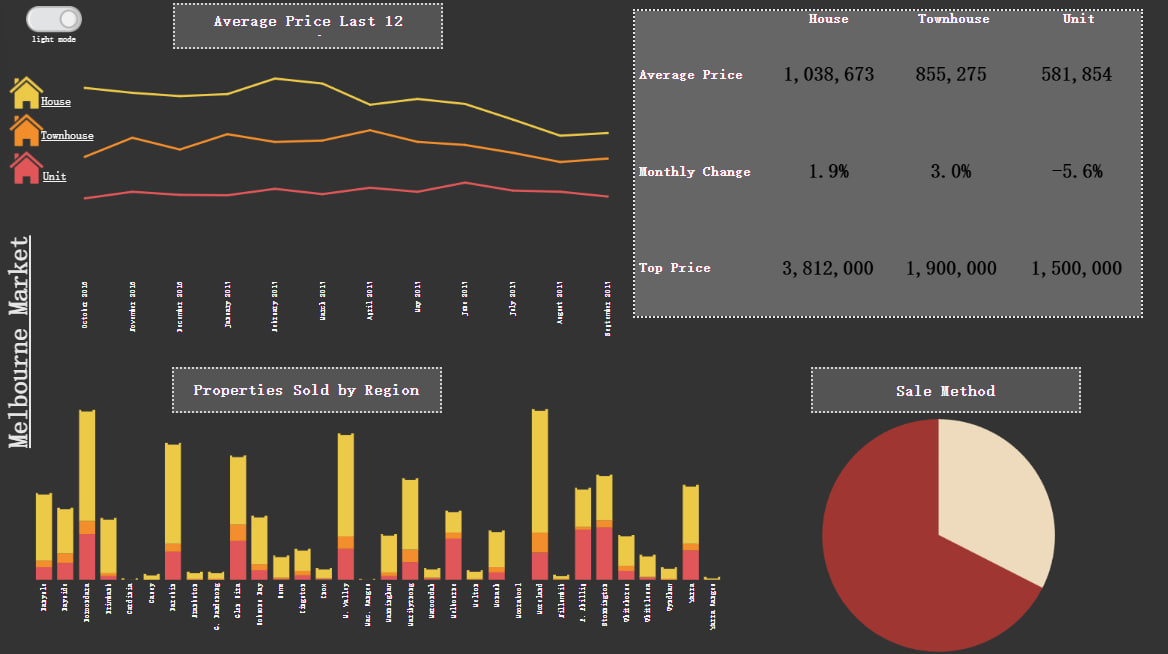 light mode
Average Price Last 12
House
Townhouse
Unit
Melbourne Market
October 2016
November 2016
December 2016
January 2017
February 2017
March 2017
April 2017
May 2017
June 2017
July 2017
August 2017
September 2017
House Townhouse Unit
Average Price 1,038,673 855,275 581,854
Monthly Change 1.9% 3.0% -5.6%
Top Price 3,812,000 1,900,000 1,500,000
Properties Sold by Region
Banyule
Bayside
Boroondara
Brimbank
Cardinia
Casey
Darebin
Frankston
G. Dandenong
Glen Eira
Hobsons Bay
Hume
Kingston
Knox
M. Valley
Mac. Ranges
Manningham
Maribyrnong
Maroondah
Melbourne
Melton
Monash
Moorabool
Moreland
Nillumbik
P. Phillip
Stonnington
Whitehorse
Whittlesea
Wyndham
Yarra
Yarra Ranges
Sale Method